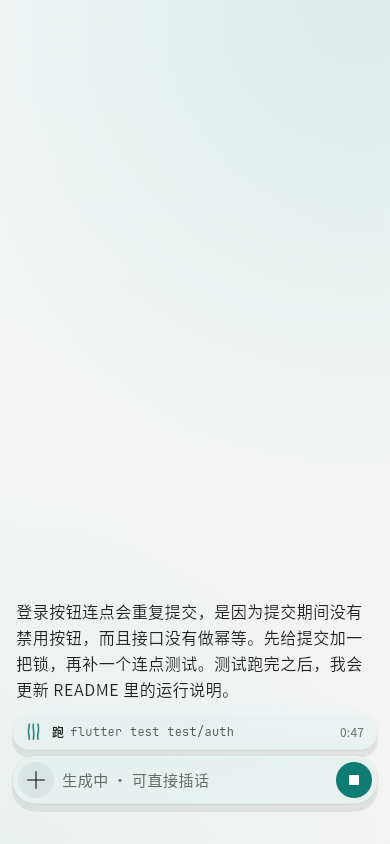 登录按钮连点会重复提交，是因为提交期间没有
禁用按钮，而且接口没有做幂等。先给提交加一
把锁，再补一个连点测试。测试跑完之后，我会
更新 README 里的运行说明。
跑 flutter test test/auth 0:47
生成中 · 可直接插话